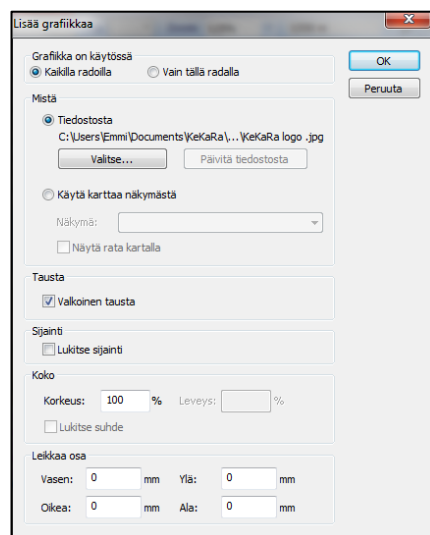 Lisää grafiikkaa
Grafiikka on käytössä
Kaikilla radoilla Vain tällä radalla
OK
Peruuta
Mistä
Tiedostosta
C:\Users\Emmi\Documents\KeKaRa\...\KeKaRa logo .jpg
Valitse... Päivitä tiedostosta
Käytä karttaa näkymästä
Näkymä:
Näytä rata kartalla
Tausta
Valkoinen tausta
Sijainti
Lukitse sijainti
Koko
Korkeus: 100 % Leveys: %
Lukitse suhde
Leikkaa osa
Vasen: 0 mm Ylä: 0 mm
Oikea: 0 mm Ala: 0 mm